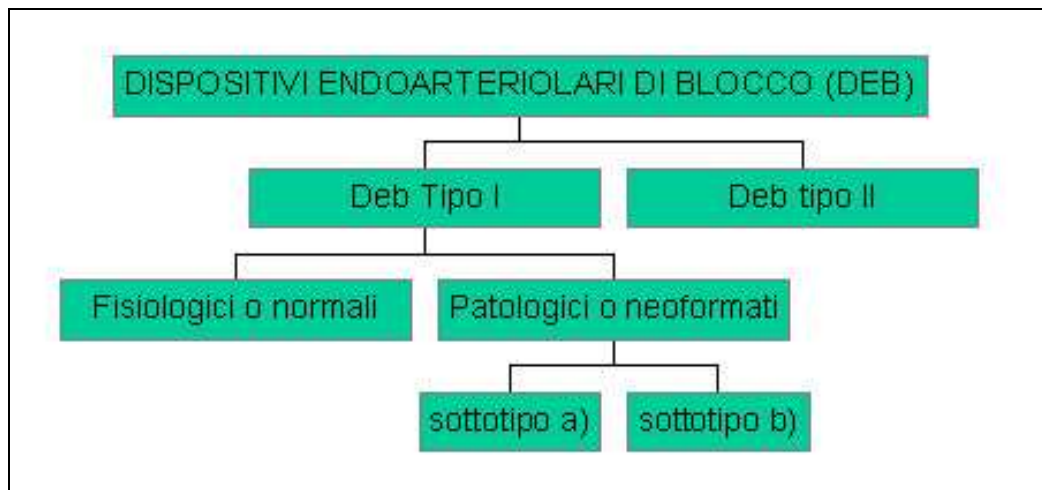 DISPOSITIVI ENDOARTERIOLARI DI BLOCCO (DEB)
Deb Tipo I
Deb tipo II
Fisiologici o normali
Patologici o neoformati
sottotipo a)
sottotipo b)